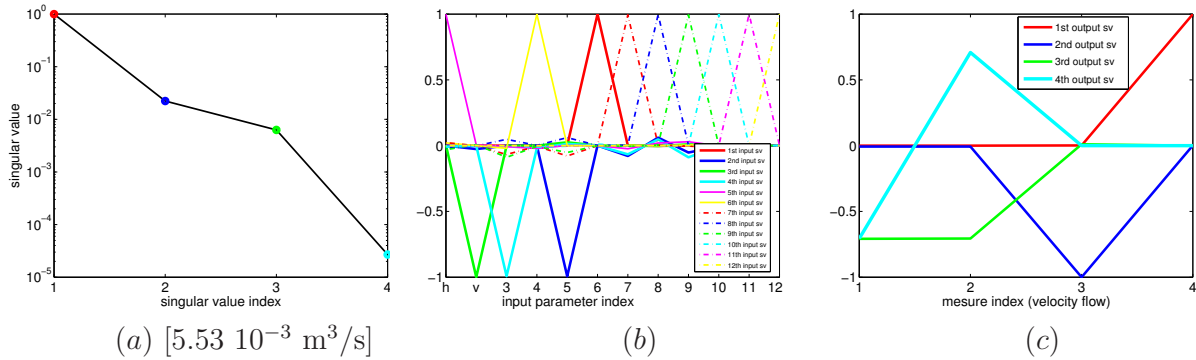 10^0
10^-1
10^-2
10^-3
10^-4
10^-5
singular value
1
2
3
4
singular value index
(a) [5.53 10^-3 m^3/s]
1
0.5
0
−0.5
−1
h v 3 4 5 6 7 8 9 10 11 12
input parameter index
1st input sv
2nd input sv
3rd input sv
4th input sv
5th input sv
6th input sv
7th input sv
8th input sv
9th input sv
10th input sv
11th input sv
12th input sv
(b)
1
0.5
0
−0.5
−1
1
2
3
4
mesure index (velocity flow)
1st output sv
2nd output sv
3rd output sv
4th output sv
(c)